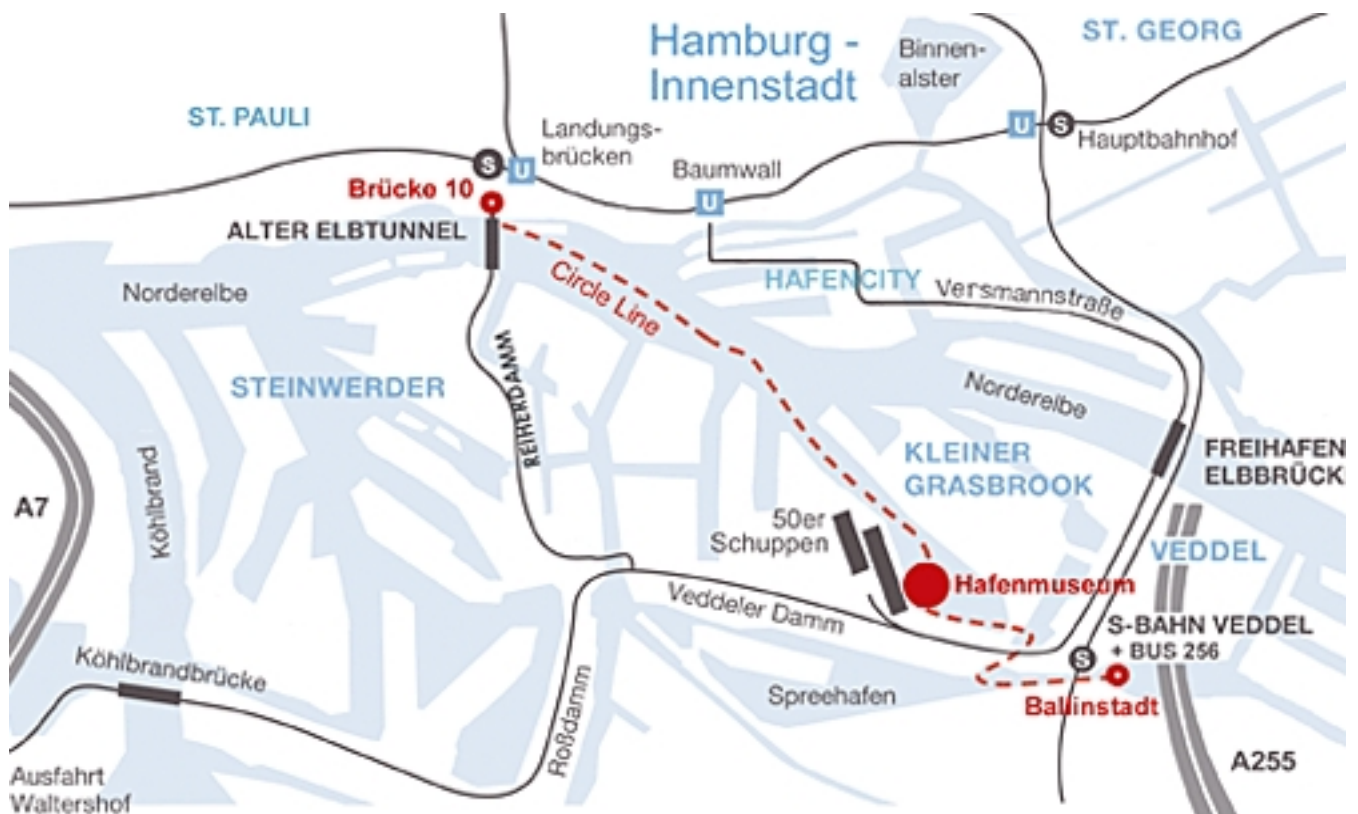 Hamburg -
Innenstadt
Binnen-
alster
ST. GEORG
ST. PAULI
Landungs-
brücken
S
U
Baumwall
U
U
S
Hauptbahnhof
Brücke 10
ALTER ELBTUNNEL
Norderelbe
Circle Line
HAFENCITY
Versmannstraße
STEINWERDER
REIHERDAMM
Norderelbe
KLEINER
GRASBROOK
FREIHAFEN
ELBBRÜCK
A7
Köhlbrand
50er
Schuppen
VEDDEL
Hafenmuseum
Veddeler Damm
S-BAHN VEDDEL
+ BUS 256
S
Köhlbrandbrücke
Roßdamm
Spreehafen
Ballinstadt
Ausfahrt
Waltershof
A255